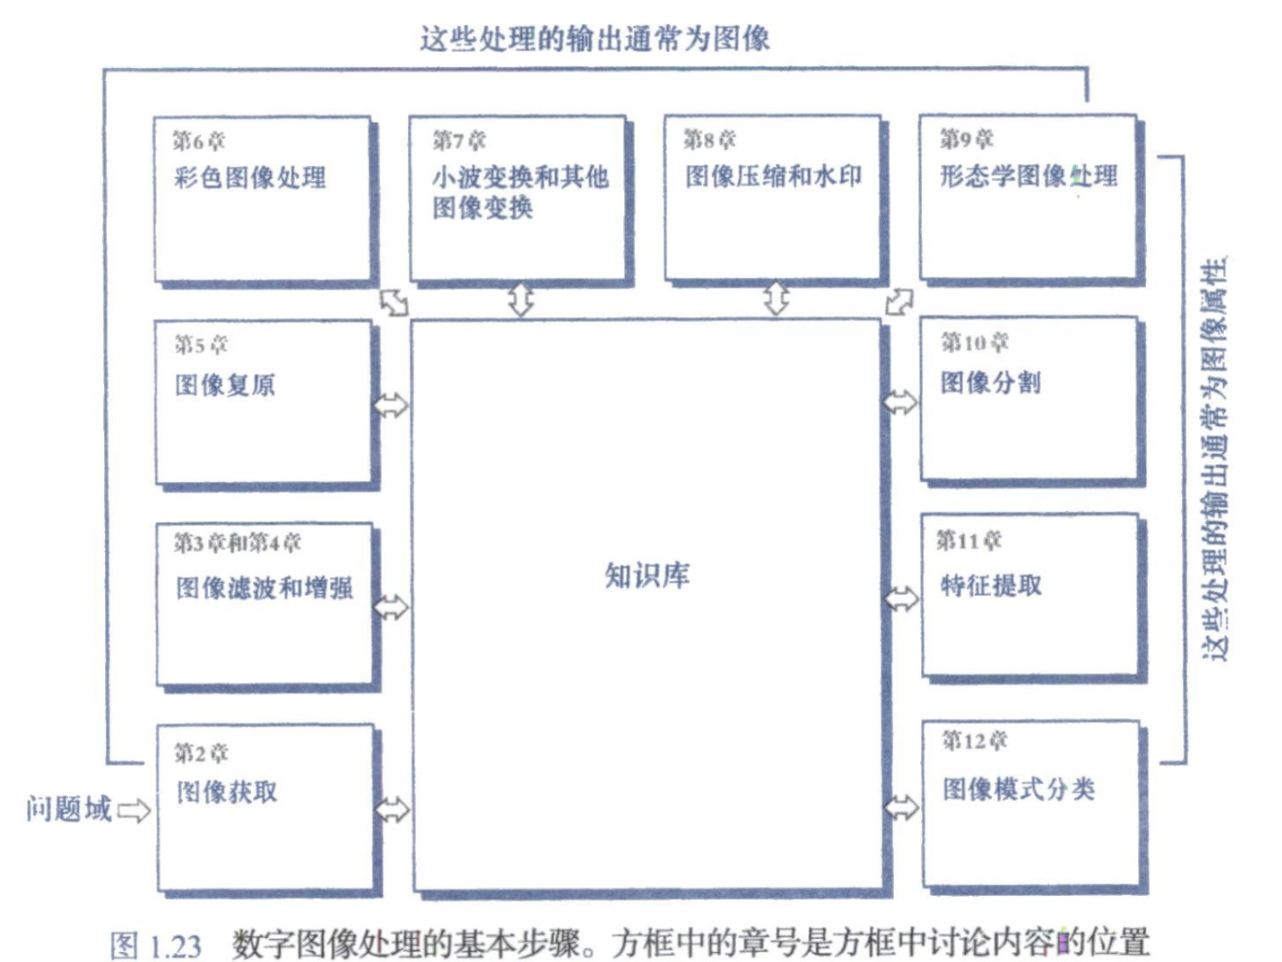 这些处理的输出通常为图像
第6章
彩色图像处理
第7章
小波变换和其他
图像变换
第8章
图像压缩和水印
第9章
形态学图像处理
第5章
图像复原
第10章
图像分割
第3章和第4章
图像滤波和增强
知识库
第11章
特征提取
第2章
图像获取
问题域
第12章
图像模式分类
这些处理的输出通常为图像属性
图 1.23 数字图像处理的基本步骤。方框中的章号是方框中讨论内容的位置